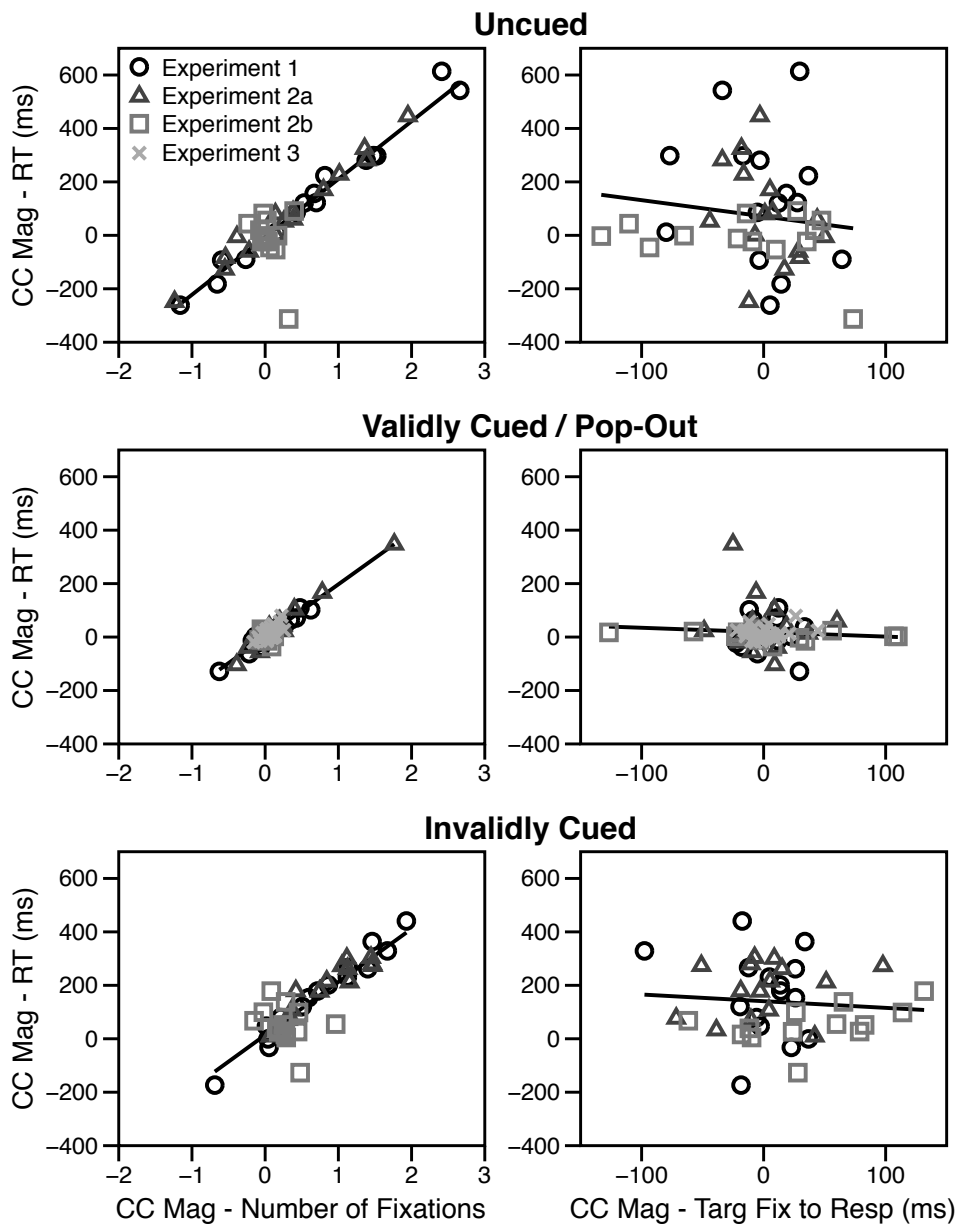 Uncued
CC Mag - RT (ms)
600
400
200
0
−200
−400
Experiment 1
Experiment 2a
Experiment 2b
Experiment 3
−2 −1 0 1 2 3
600
400
200
0
−200
−400
−100 0 100
Validly Cued / Pop-Out
CC Mag - RT (ms)
600
400
200
0
−200
−400
−2 −1 0 1 2 3
600
400
200
0
−200
−400
−100 0 100
Invalidly Cued
CC Mag - RT (ms)
600
400
200
0
−200
−400
−2 −1 0 1 2 3
CC Mag - Number of Fixations
600
400
200
0
−200
−400
−100 0 100
CC Mag - Targ Fix to Resp (ms)